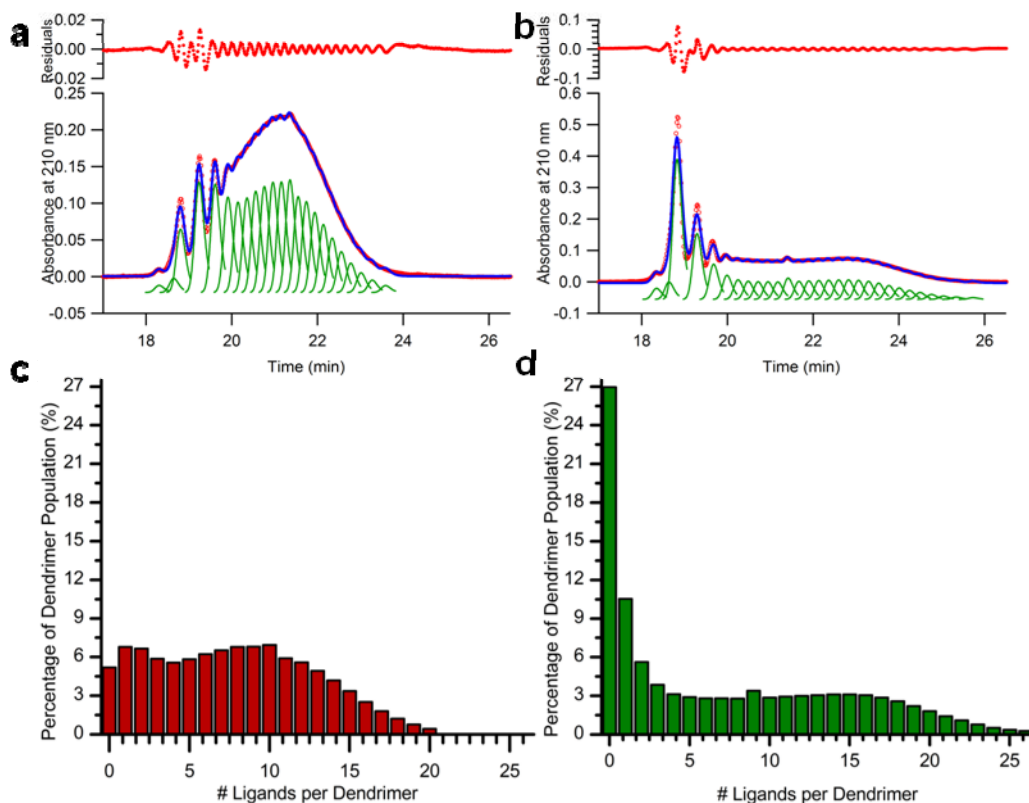 a
Residuals
0.02
0.00
0.02
Absorbance at 210 nm
0.25
0.20
0.15
0.10
0.05
0.00
-0.05
18 20 22 24 26
Time (min)
b
Residuals
0.1
0.0
-0.1
Absorbance at 210 nm
0.6
0.5
0.4
0.3
0.2
0.1
0.0
-0.1
18 20 22 24 26
Time (min)
c
Percentage of Dendrimer Population (%)
27
24
21
18
15
12
9
6
3
0
0 5 10 15 20 25
# Ligands per Dendrimer
d
Percentage of Dendrimer Population (%)
27
24
21
18
15
12
9
6
3
0
0 5 10 15 20 25
# Ligands per Dendrimer